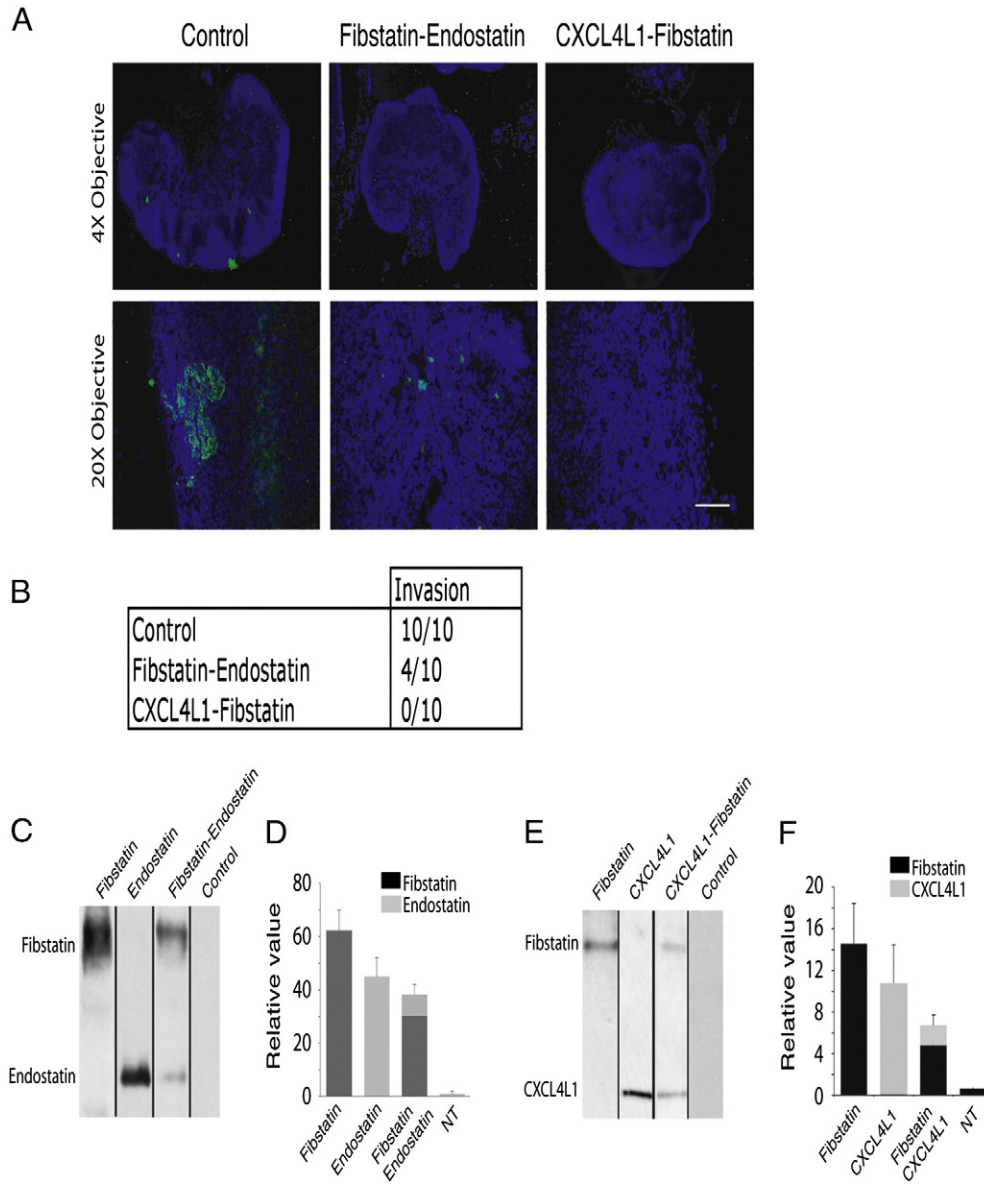 A
Control
Fibstatin-Endostatin
CXCL4L1-Fibstatin
4X Objective
20X Objective
B
Invasion
Control 10/10
Fibstatin-Endostatin 4/10
CXCL4L1-Fibstatin 0/10
C
Fibstatin
Endostatin
Fibstatin-Endostatin
Control
Fibstatin
Endostatin
D
Fibstatin
Endostatin
Relative value
80
60
40
20
0
Fibstatin
Endostatin
Fibstatin
Endostatin
NT
E
Fibstatin
CXCL4L1
CXCL4L1-Fibstatin
Control
Fibstatin
CXCL4L1
F
Fibstatin
CXCL4L1
Relative value
20
16
12
8
4
0
Fibstatin
CXCL4L1
Fibstatin
CXCL4L1
NT